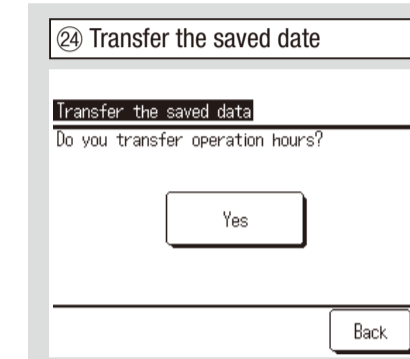 ㉔ Transfer the saved date
Transfer the saved data
Do you transfer operation hours?
Yes
Back